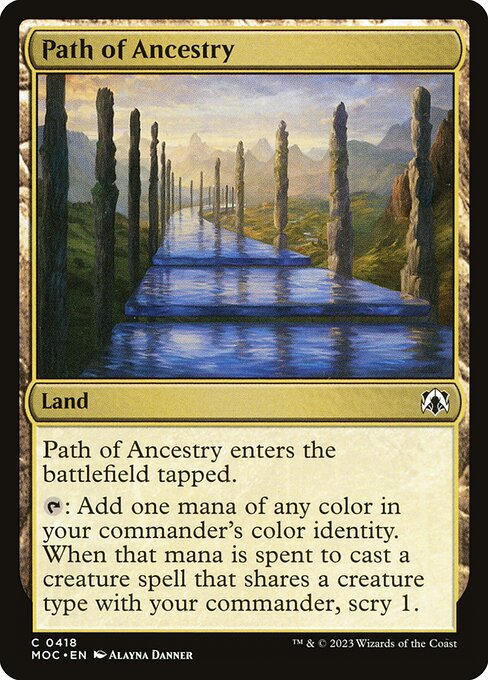 Path of Ancestry
Land
Path of Ancestry enters the
battlefield tapped.
: Add one mana of any color in
your commander's color identity.
When that mana is spent to cast a
creature spell that shares a creature
type with your commander, scry 1.
C 0418
MOC • EN Alayna Danner
™ & © 2023 Wizards of the Coast